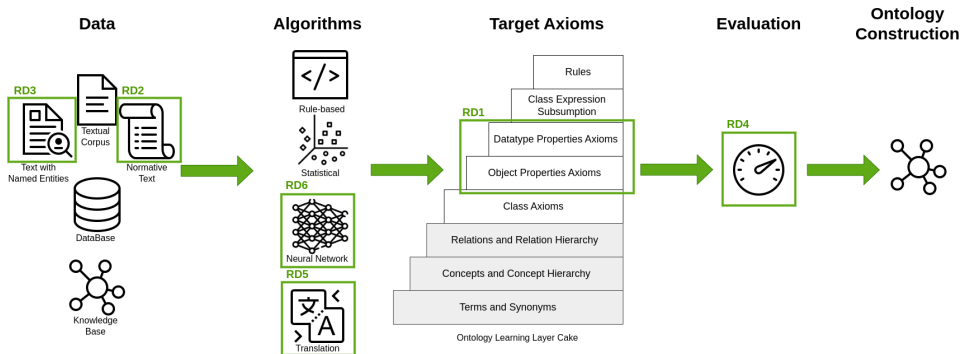 Data
Algorithms
Target Axioms
Evaluation
Ontology
Construction
RD3
RD2
Textual
Corpus
Text with
Named Entities
Normative
Text
DataBase
Knowledge
Base
</>
Rule-based
Statistical
RD6
Neural Network
RD5
文
A
Translation
Rules
Class Expression
Subsumption
RD1
Datatype Properties Axioms
Object Properties Axioms
Class Axioms
Relations and Relation Hierarchy
Concepts and Concept Hierarchy
Terms and Synonyms
Ontology Learning Layer Cake
RD4